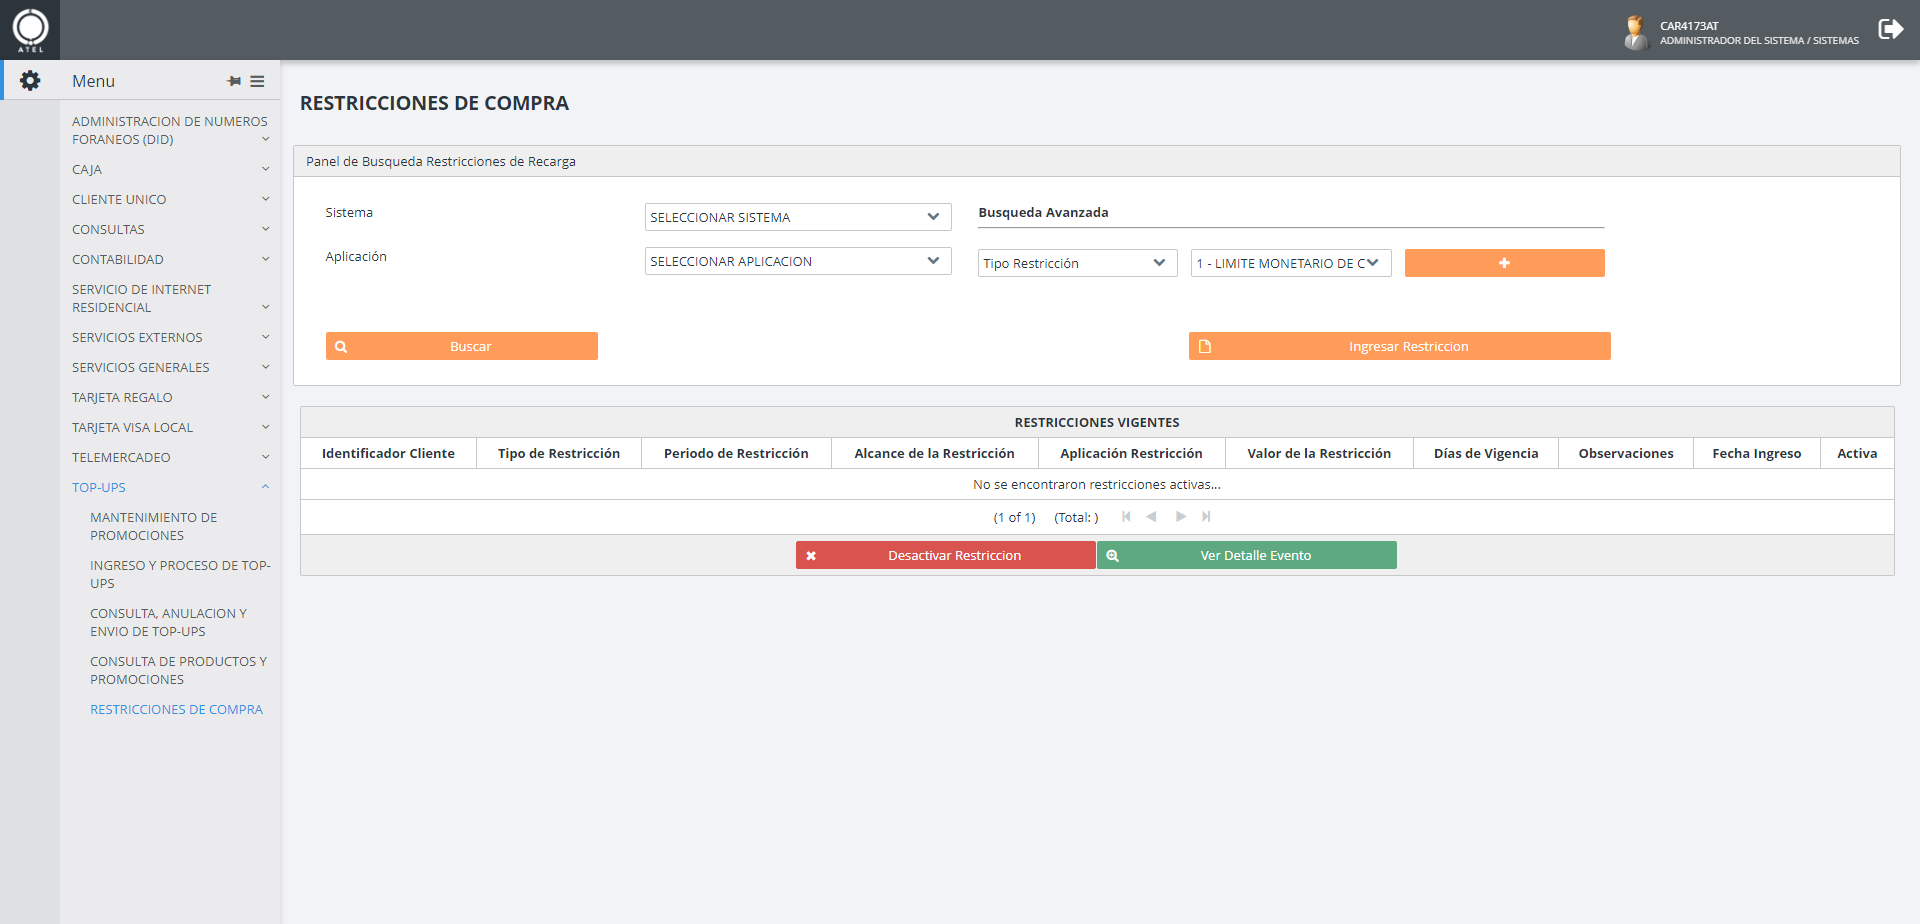 ATEL
CAR4173AT
ADMINISTRADOR DEL SISTEMA / SISTEMAS
Menu
ADMINISTRACION DE NUMEROS
FORANEOS (DID)
CAJA
CLIENTE UNICO
CONSULTAS
CONTABILIDAD
SERVICIO DE INTERNET
RESIDENCIAL
SERVICIOS EXTERNOS
SERVICIOS GENERALES
TARJETA REGALO
TARJETA VISA LOCAL
TELEMERCADEO
TOP-UPS
MANTENIMIENTO DE
PROMOCIONES
INGRESO Y PROCESO DE TOP-
UPS
CONSULTA, ANULACION Y
ENVIO DE TOP-UPS
CONSULTA DE PRODUCTOS Y
PROMOCIONES
RESTRICCIONES DE COMPRA
RESTRICCIONES DE COMPRA
Panel de Busqueda Restricciones de Recarga
Sistema SELECCIONAR SISTEMA Busqueda Avanzada
Aplicación SELECCIONAR APLICACION Tipo Restricción 1 - LIMITE MONETARIO DE C
Buscar Ingresar Restriccion
RESTRICCIONES VIGENTES
Identificador Cliente Tipo de Restricción Periodo de Restricción Alcance de la Restricción Aplicación Restricción Valor de la Restricción Días de Vigencia Observaciones Fecha Ingreso Activa
No se encontraron restricciones activas...
(1 of 1) (Total: )
Desactivar Restriccion Ver Detalle Evento